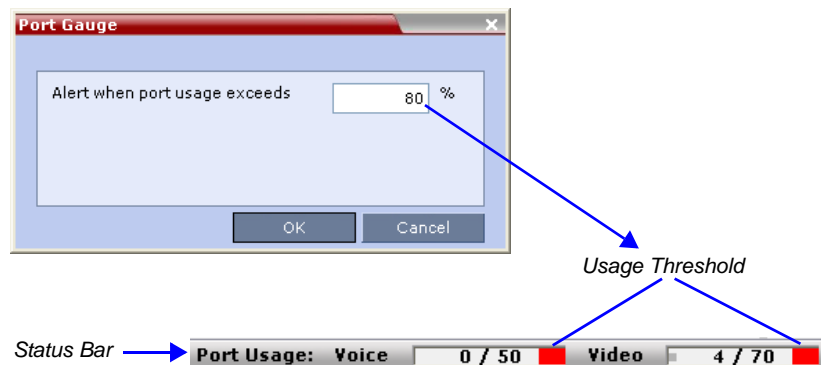 Port Gauge
Alert when port usage exceeds 80 %
OK Cancel
Usage Threshold
Status Bar
Port Usage: Voice 0 / 50 Video 4 / 70